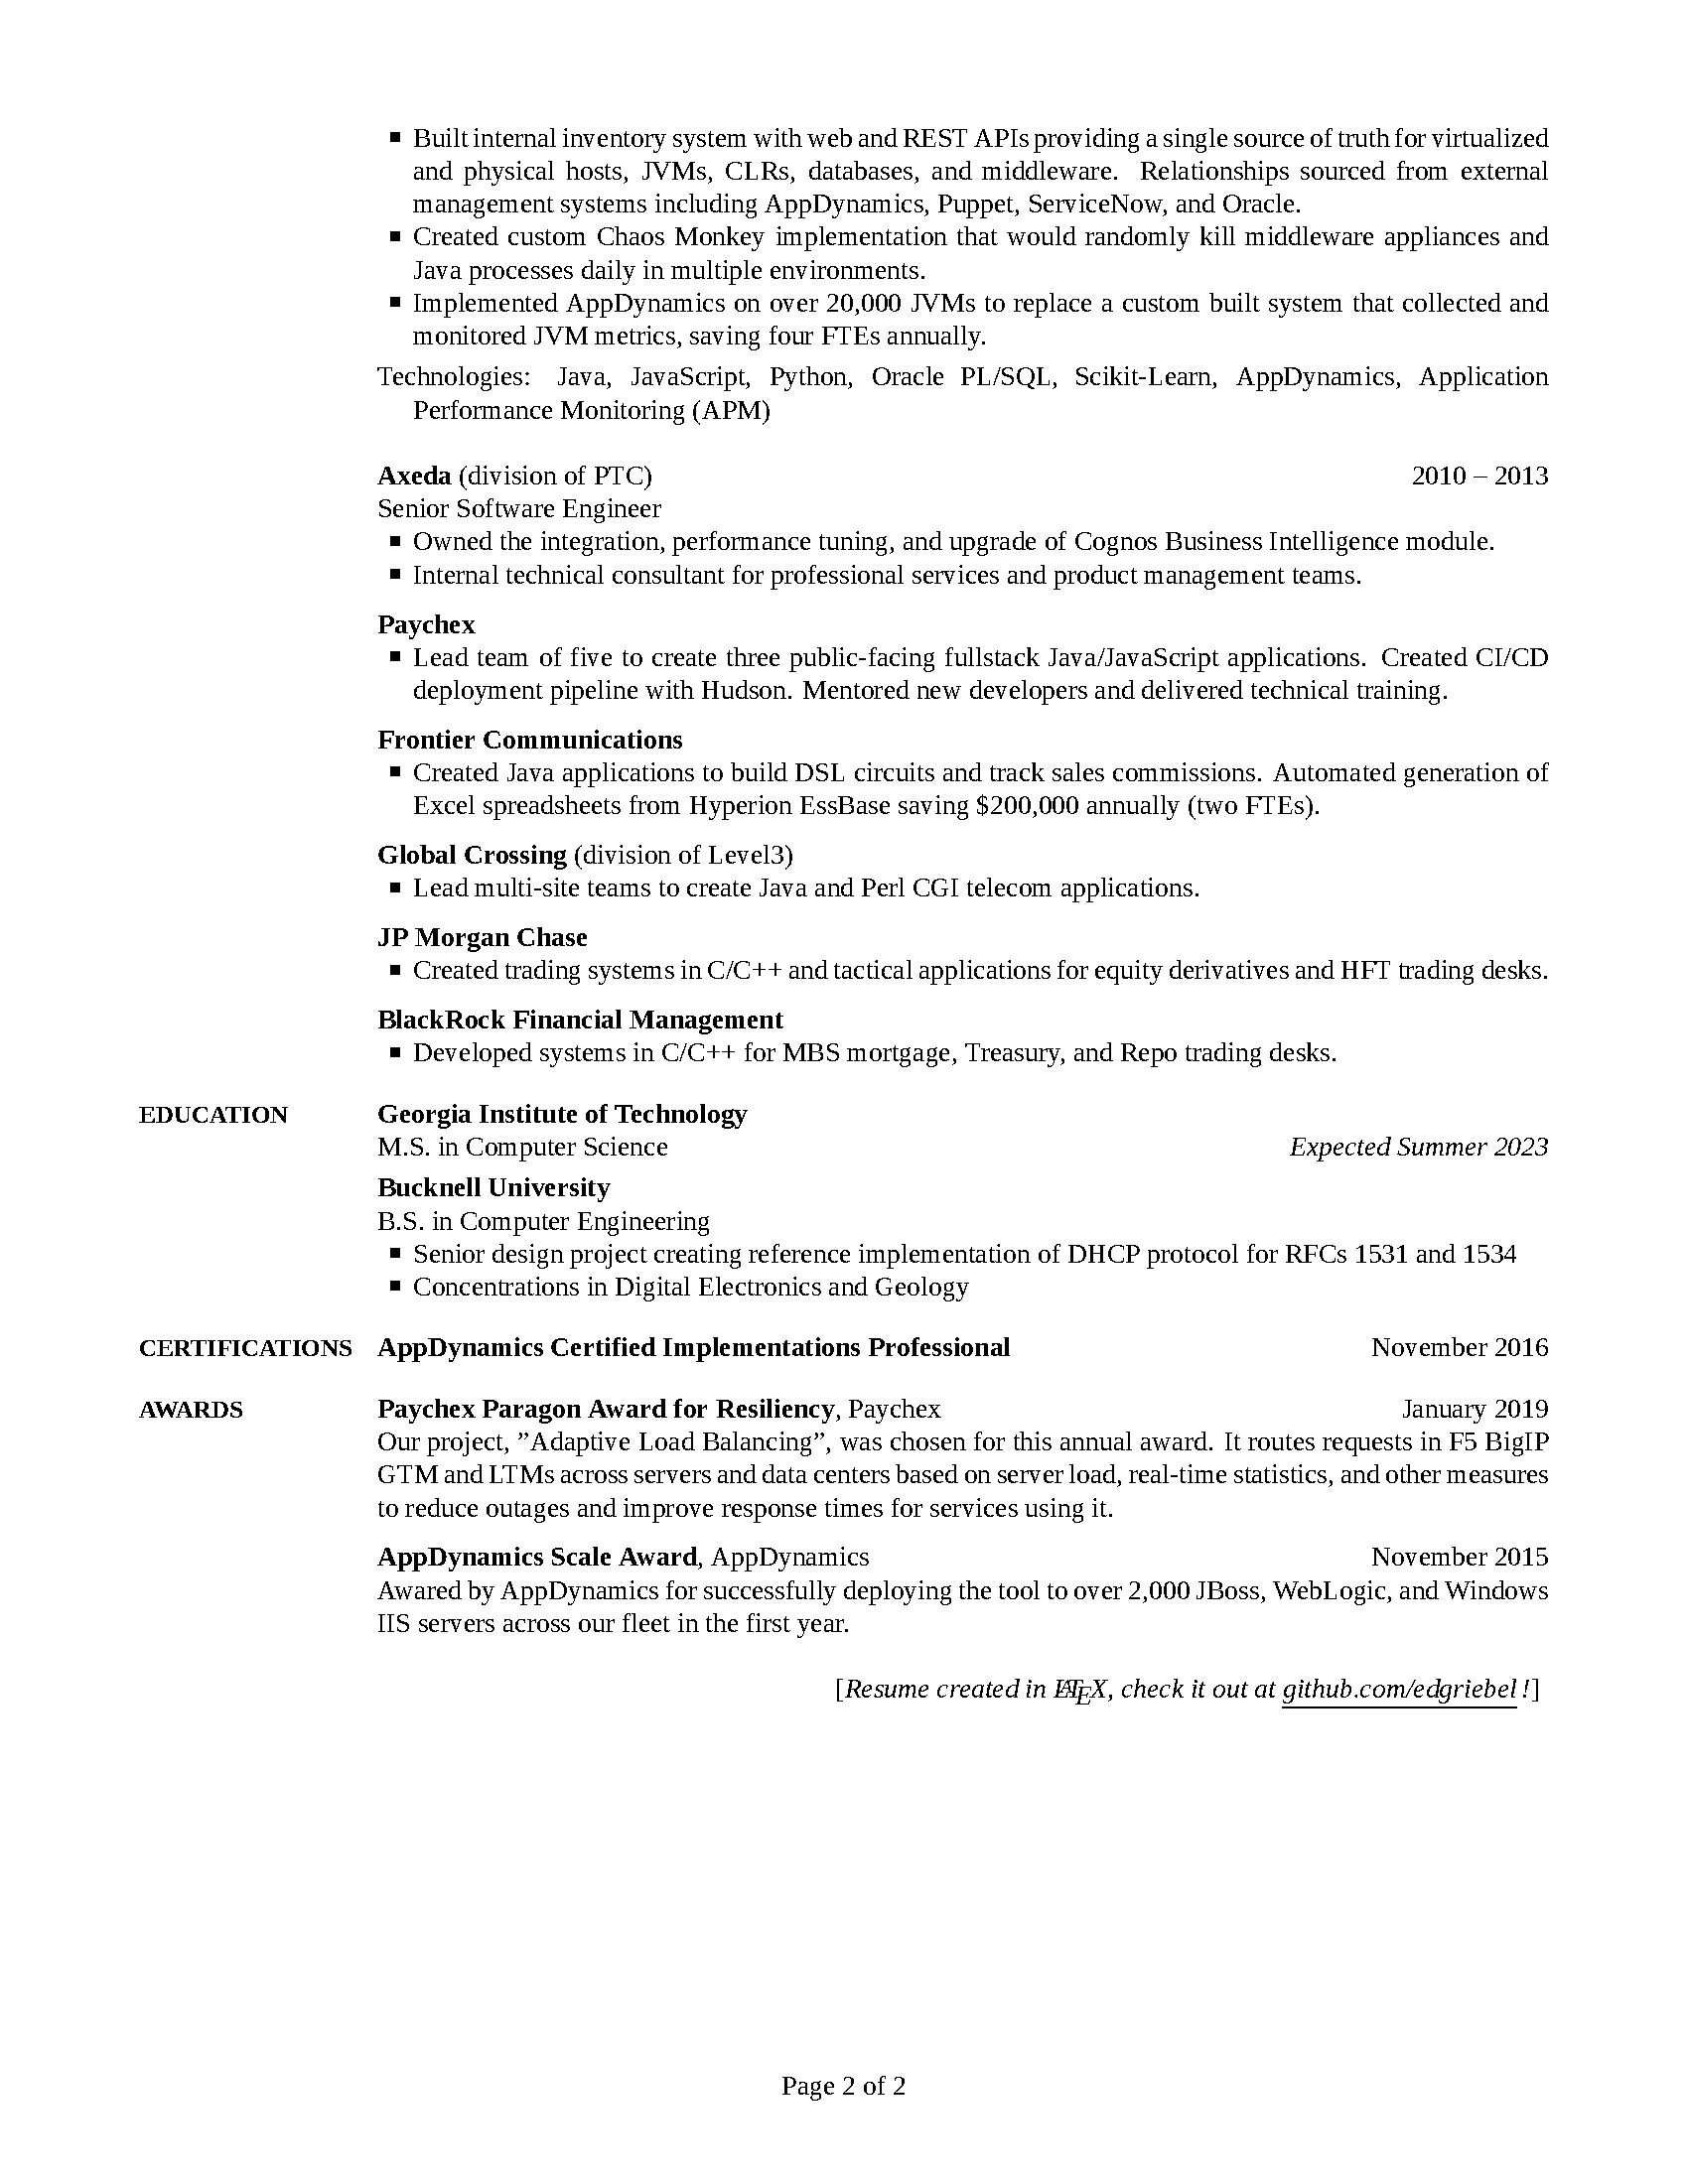 ▪ Built internal inventory system with web and REST APIs providing a single source of truth for virtualized
and physical hosts, JVMs, CLRs, databases, and middleware. Relationships sourced from external
management systems including AppDynamics, Puppet, ServiceNow, and Oracle.
▪ Created custom Chaos Monkey implementation that would randomly kill middleware appliances and
Java processes daily in multiple environments.
▪ Implemented AppDynamics on over 20,000 JVMs to replace a custom built system that collected and
monitored JVM metrics, saving four FTEs annually.
Technologies: Java, JavaScript, Python, Oracle PL/SQL, Scikit-Learn, AppDynamics, Application
Performance Monitoring (APM)
Axeda (division of PTC) 2010 – 2013
Senior Software Engineer
▪ Owned the integration, performance tuning, and upgrade of Cognos Business Intelligence module.
▪ Internal technical consultant for professional services and product management teams.
Paychex
▪ Lead team of five to create three public-facing fullstack Java/JavaScript applications. Created CI/CD
deployment pipeline with Hudson. Mentored new developers and delivered technical training.
Frontier Communications
▪ Created Java applications to build DSL circuits and track sales commissions. Automated generation of
Excel spreadsheets from Hyperion EssBase saving $200,000 annually (two FTEs).
Global Crossing (division of Level3)
▪ Lead multi-site teams to create Java and Perl CGI telecom applications.
JP Morgan Chase
▪ Created trading systems in C/C++ and tactical applications for equity derivatives and HFT trading desks.
BlackRock Financial Management
▪ Developed systems in C/C++ for MBS mortgage, Treasury, and Repo trading desks.
EDUCATION Georgia Institute of Technology
M.S. in Computer Science Expected Summer 2023
Bucknell University
B.S. in Computer Engineering
▪ Senior design project creating reference implementation of DHCP protocol for RFCs 1531 and 1534
▪ Concentrations in Digital Electronics and Geology
CERTIFICATIONS AppDynamics Certified Implementations Professional November 2016
AWARDS Paychex Paragon Award for Resiliency, Paychex January 2019
Our project, ”Adaptive Load Balancing”, was chosen for this annual award. It routes requests in F5 BigIP
GTM and LTMs across servers and data centers based on server load, real-time statistics, and other measures
to reduce outages and improve response times for services using it.
AppDynamics Scale Award, AppDynamics November 2015
Awared by AppDynamics for successfully deploying the tool to over 2,000 JBoss, WebLogic, and Windows
IIS servers across our fleet in the first year.
[Resume created in LATEX, check it out at github.com/edgriebel !]
Page 2 of 2